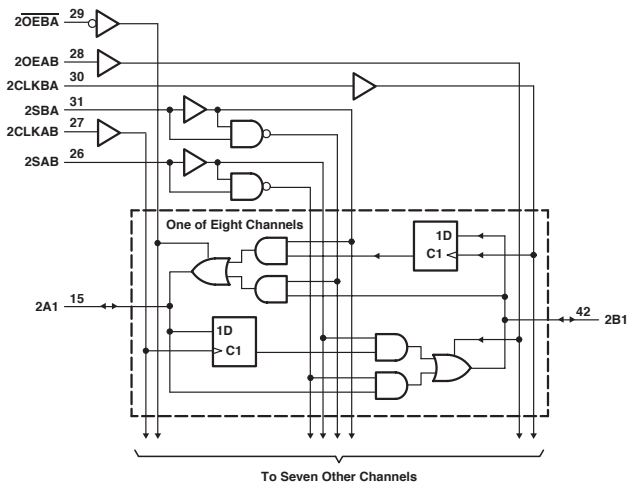 2OEBA 29
2OEAB 28
2CLKBA 30
2SBA 31
2CLKAB 27
2SAB 26
One of Eight Channels
1D
C1
2A1 15
42 2B1
1D
C1
To Seven Other Channels